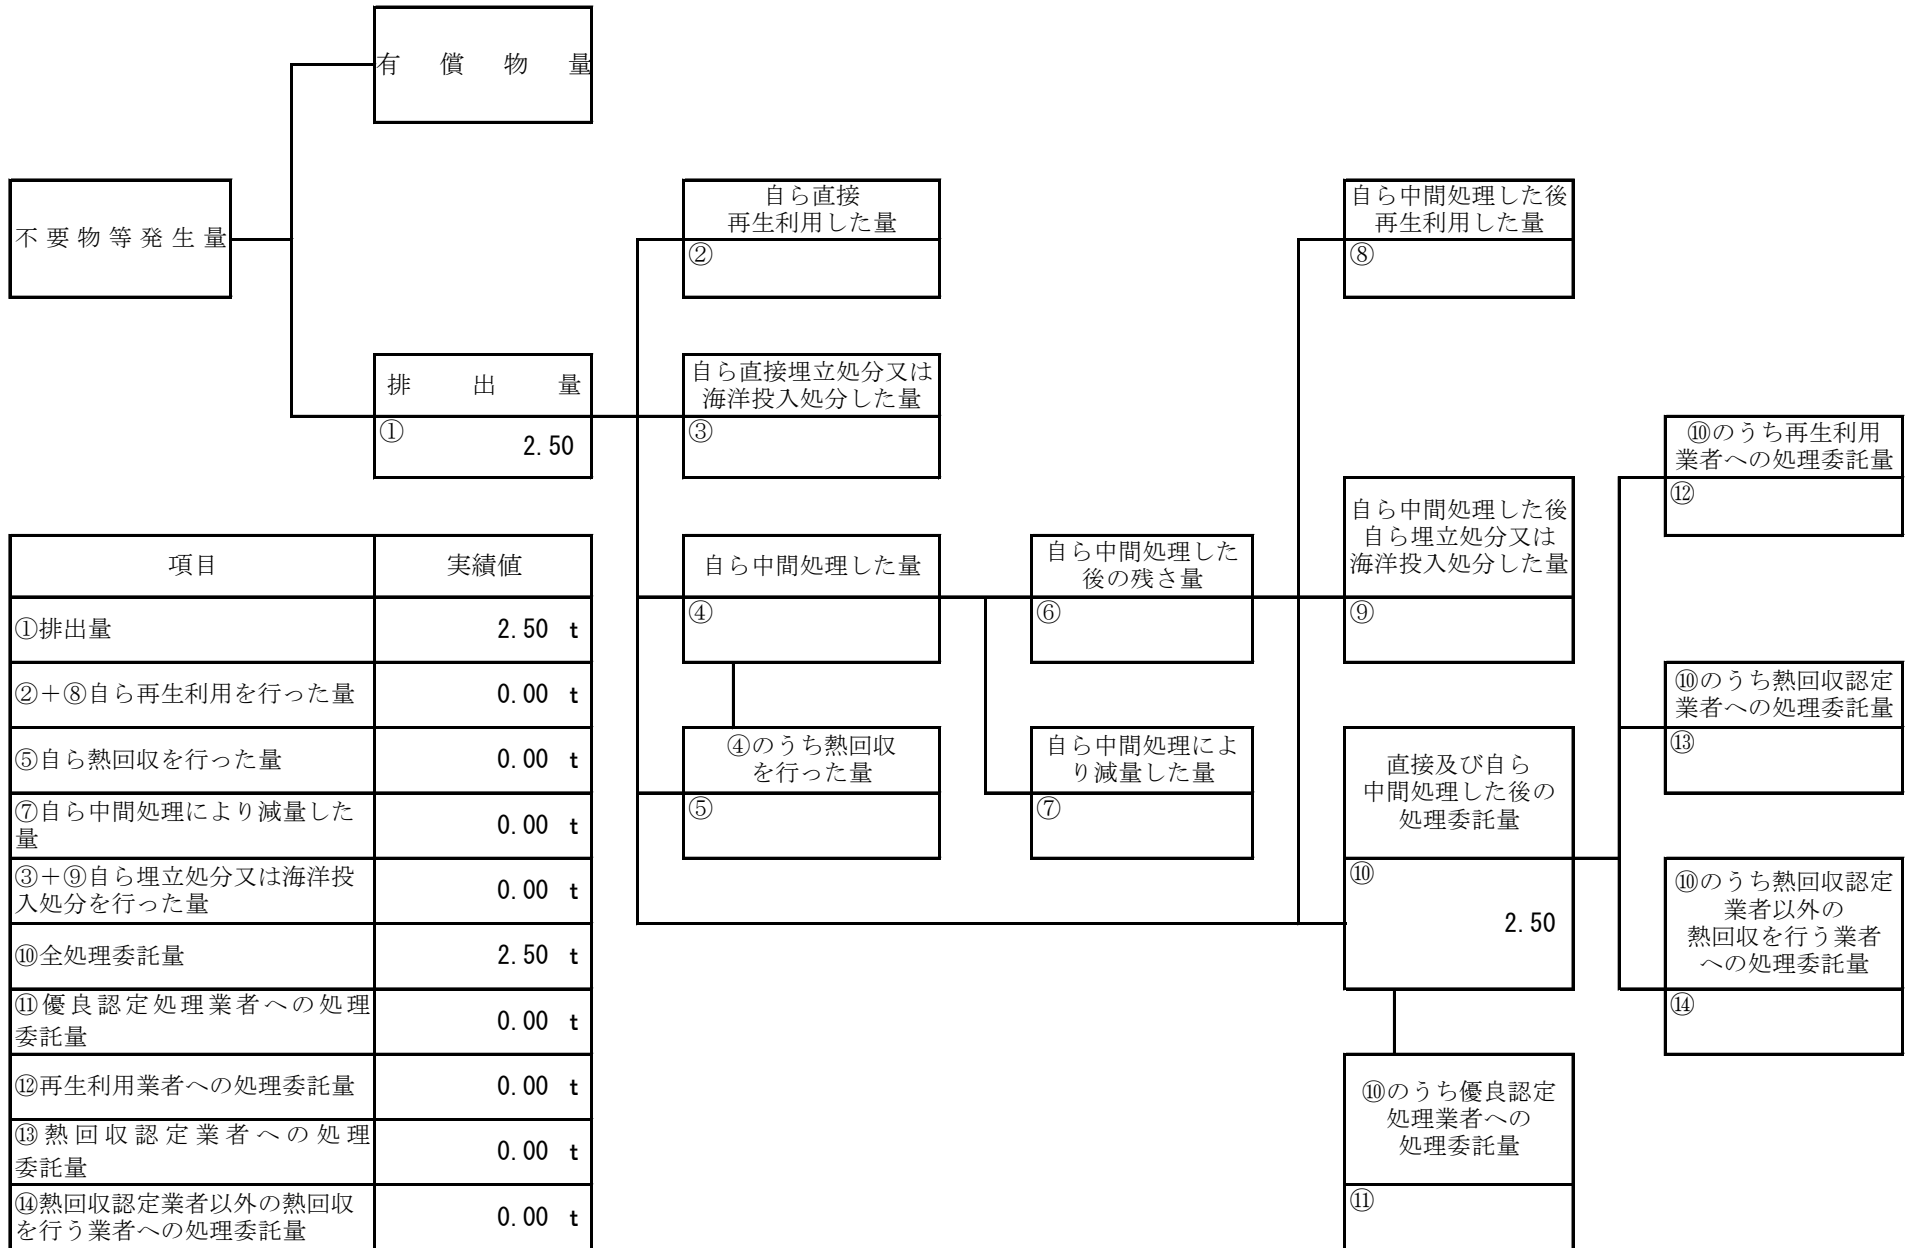 有償物量
不要物等発生量
自ら直接
再生利用した量
②
自ら中間処理した後
再生利用した量
⑧
排出量
①
2.50
自ら直接埋立処分又は
海洋投入処分した量
③
⑩のうち再生利用
業者への処理委託量
⑫
自ら中間処理した量
④
自ら中間処理した
後の残さ量
⑥
自ら中間処理した後
自ら埋立処分又は
海洋投入処分した量
⑨
⑩のうち熱回収認定
業者への処理委託量
⑬
④のうち熱回収
を行った量
⑤
自ら中間処理によ
り減量した量
⑦
直接及び自ら
中間処理した後の
処理委託量
⑩
2.50
⑩のうち熱回収認定
業者以外の
熱回収を行う業者
への処理委託量
⑭
⑩のうち優良認定
処理業者への
処理委託量
⑪
項目 実績値
①排出量 2.50 t
②+⑧自ら再生利用を行った量 0.00 t
⑤自ら熱回収を行った量 0.00 t
⑦自ら中間処理により減量した
量 0.00 t
③+⑨自ら埋立処分又は海洋投
入処分を行った量 0.00 t
⑩全処理委託量 2.50 t
⑪優良認定処理業者への処理
委託量 0.00 t
⑫再生利用業者への処理委託量 0.00 t
⑬熱回収認定業者への処理
委託量 0.00 t
⑭熱回収認定業者以外の熱回収
を行う業者への処理委託量 0.00 t